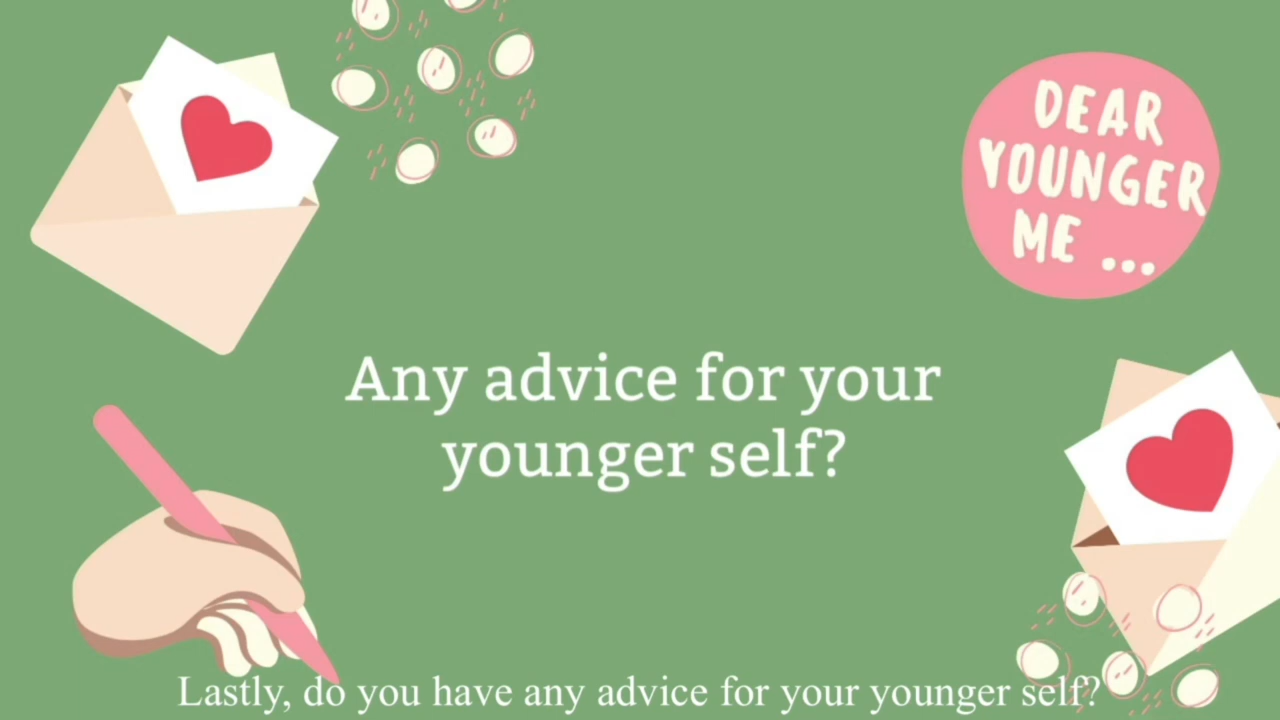 DEAR
YOUNGER
ME ...
Any advice for your
younger self?
Lastly, do you have any advice for your younger self?